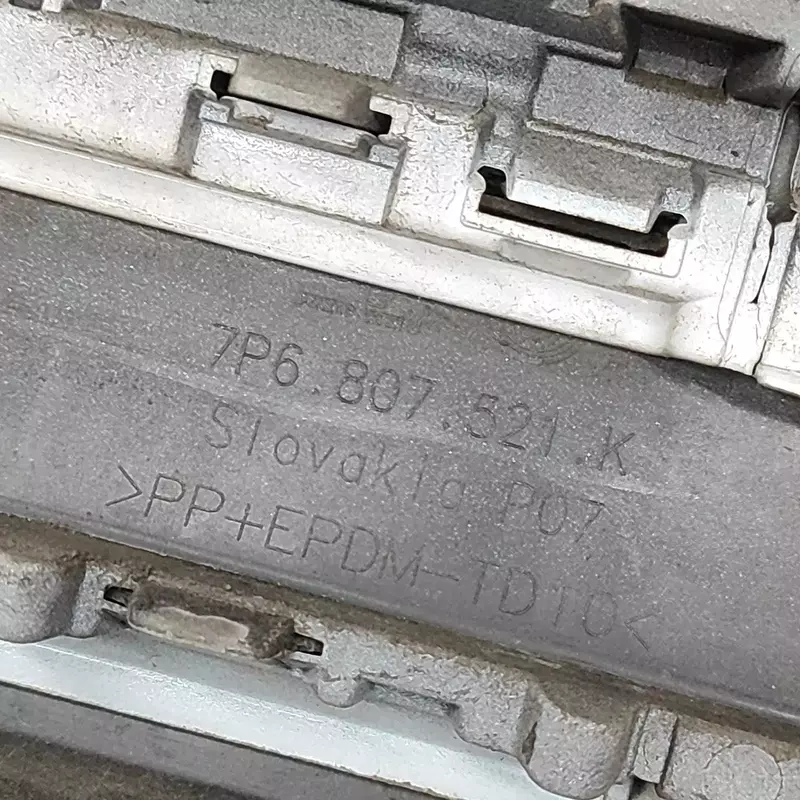 7P6.807.521.K
Slovakia P07
>PP+EPDM-TD10<